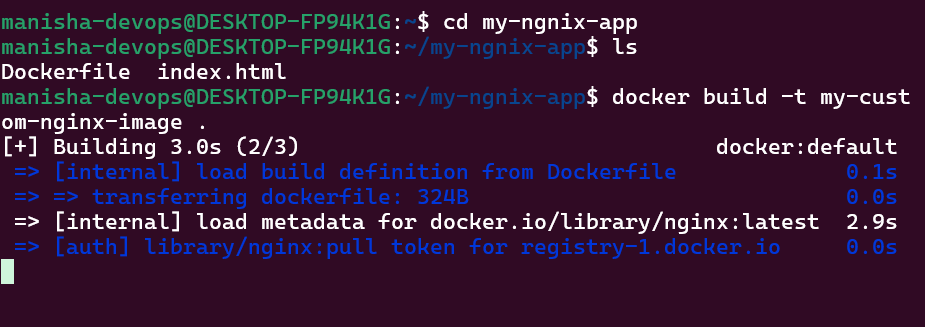 manisha-devops@DESKTOP-FP94K1G:~$ cd my-ngnix-app
manisha-devops@DESKTOP-FP94K1G:~/my-ngnix-app$ ls
Dockerfile  index.html
manisha-devops@DESKTOP-FP94K1G:~/my-ngnix-app$ docker build -t my-cust
om-nginx-image .
[+] Building 3.0s (2/3) docker:default
=> [internal] load build definition from Dockerfile 0.1s
=> => transferring dockerfile: 324B 0.0s
=> [internal] load metadata for docker.io/library/nginx:latest 2.9s
=> [auth] library/nginx:pull token for registry-1.docker.io 0.0s